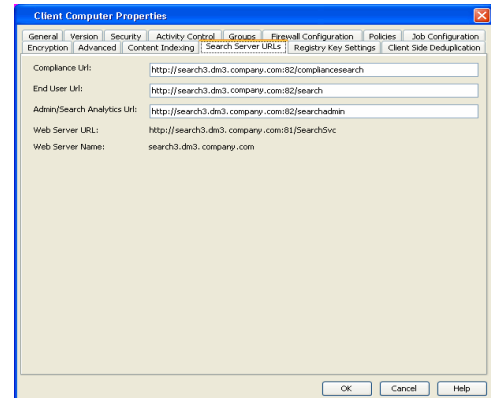 Client Computer Properties
General Version Security Activity Control Groups Firewall Configuration Policies Job Configuration
Encryption Advanced Content Indexing Search Server URLs Registry Key Settings Client Side Deduplication
Compliance Url: http://search3.dm3.company.com:82/compliancesearch
End User Url: http://search3.dm3.company.com:82/search
Admin/Search Analytics Url: http://search3.dm3.company.com:82/searchadmin
Web Server URL: http://search3.dm3.company.com:81/SearchSvc
Web Server Name: search3.dm3.company.com
OK Cancel Help